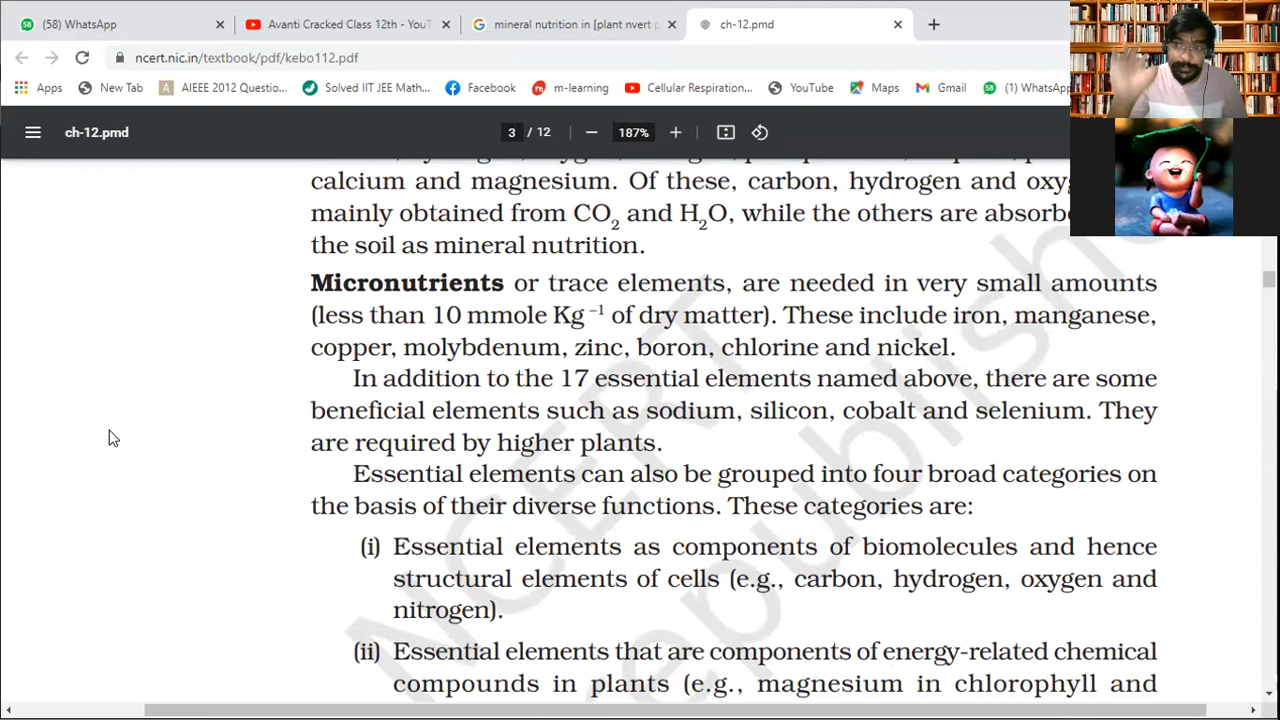 (58) WhatsApp
Avanti Cracked Class 12th - YouT
mineral nutrition in [plant nvert p
ch-12.pmd
ncert.nic.in/textbook/pdf/kebo112.pdf
Apps
New Tab
AIEEE 2012 Questio...
Solved IIT JEE Math...
Facebook
m-learning
Cellular Respiration...
YouTube
Maps
Gmail
(1) WhatsApp
ch-12.pmd
3 / 12
187%
calcium and magnesium. Of these, carbon, hydrogen and oxyg
mainly obtained from CO2 and H2O, while the others are absorbe
the soil as mineral nutrition.
Micronutrients or trace elements, are needed in very small amounts
(less than 10 mmole Kg –1 of dry matter). These include iron, manganese,
copper, molybdenum, zinc, boron, chlorine and nickel.
In addition to the 17 essential elements named above, there are some
beneficial elements such as sodium, silicon, cobalt and selenium. They
are required by higher plants.
Essential elements can also be grouped into four broad categories on
the basis of their diverse functions. These categories are:
(i) Essential elements as components of biomolecules and hence
structural elements of cells (e.g., carbon, hydrogen, oxygen and
nitrogen).
(ii) Essential elements that are components of energy-related chemical
compounds in plants (e.g., magnesium in chlorophyll and
NCERT
republish